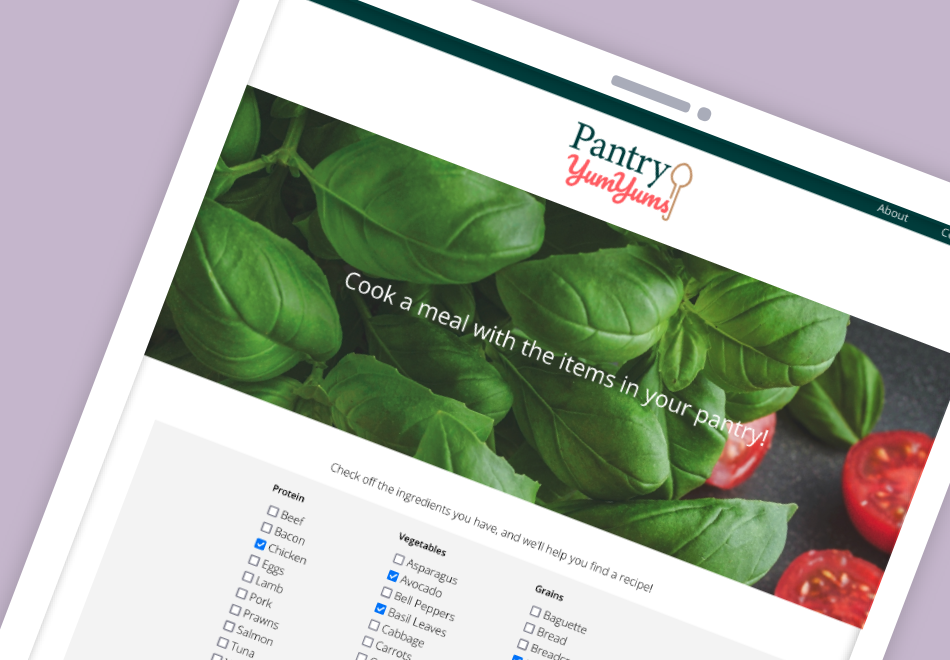 About
Pantry
YumYums
Cook a meal with the items in your pantry!
Check off the ingredients you have, and we'll help you find a recipe!
Protein
Beef
Bacon
Chicken
Eggs
Lamb
Pork
Prawns
Salmon
Tuna
Vegetables
Asparagus
Avocado
Bell Peppers
Basil Leaves
Cabbage
Carrots
Grains
Baguette
Bread